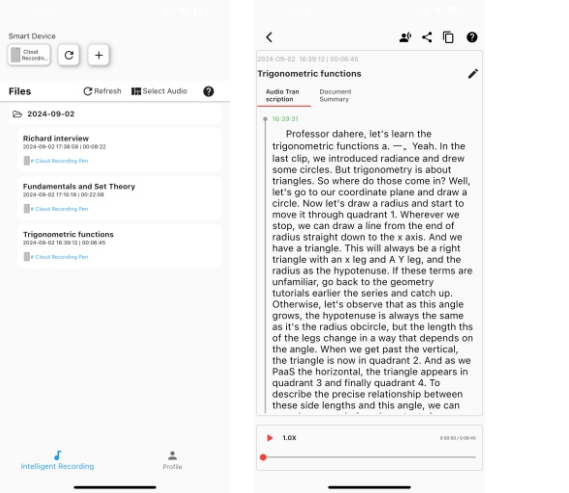 Smart Device
Cloud
Recordin...
Files
Refresh
Select Audio
2024-09-02
Richard interview
2024-09-02 17:38:58 | 00:08:22
# Cloud Recording Pen
Fundamentals and Set Theory
2024-09-02 17:10:18 | 00:22:58
# Cloud Recording Pen
Trigonometric functions
2024-09-02 16:39:12 | 00:06:45
# Cloud Recording Pen
Intelligent Recording
Profile
2024-09-02 16:39:12 | 00:06:45
Trigonometric functions
Audio Tran
scription
Document
Summary
16:39:31
Professor dahere, let's learn the
trigonometric functions a. 一。 Yeah. In the
last clip, we introduced radiance and drew
some circles. But trigonometry is about
triangles. So where do those come in? Well,
let's go to our coordinate plane and draw a
circle. Now let's draw a radius and start to
move it through quadrant 1. Wherever we
stop, we can draw a line from the end of
radius straight down to the x axis. And we
have a triangle. This will always be a right
triangle with an x leg and A Y leg, and the
radius as the hypotenuse. If these terms are
unfamiliar, go back to the geometry
tutorials earlier the series and catch up.
Otherwise, let's observe that as this angle
grows, the hypotenuse is always the same
as it's the radius obcircle, but the length ths
of the legs change in a way that depends on
the angle. When we get past the vertical,
the triangle is now in quadrant 2. And as we
PaaS the horizontal, the triangle appears in
quadrant 3 and finally quadrant 4. To
describe the precise relationship between
these side lengths and this angle, we can
1.0X
0:00:00 / 0:06:45